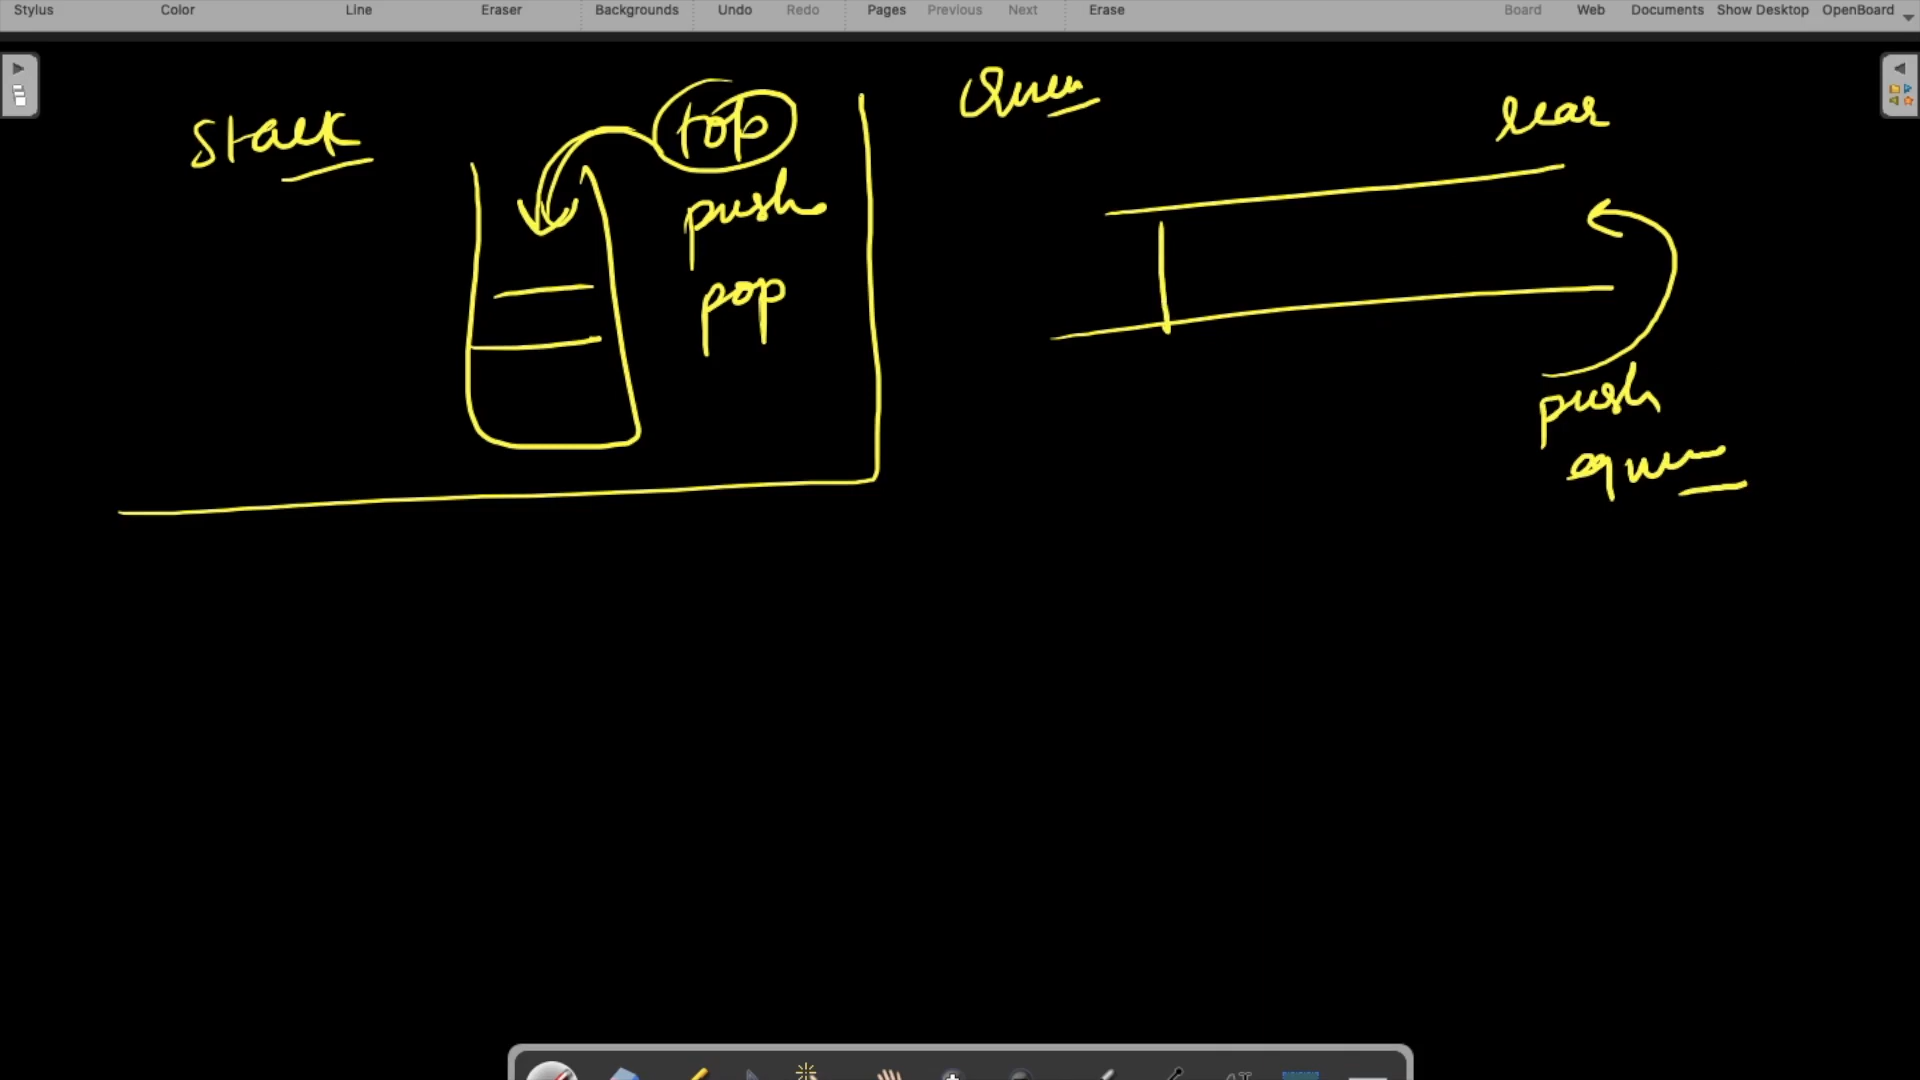 Stylus Color Line Eraser Backgrounds Undo Redo Pages Previous Next Erase Board Web Documents Show Desktop OpenBoard
Stack
top
push
pop
Queue
rear
push